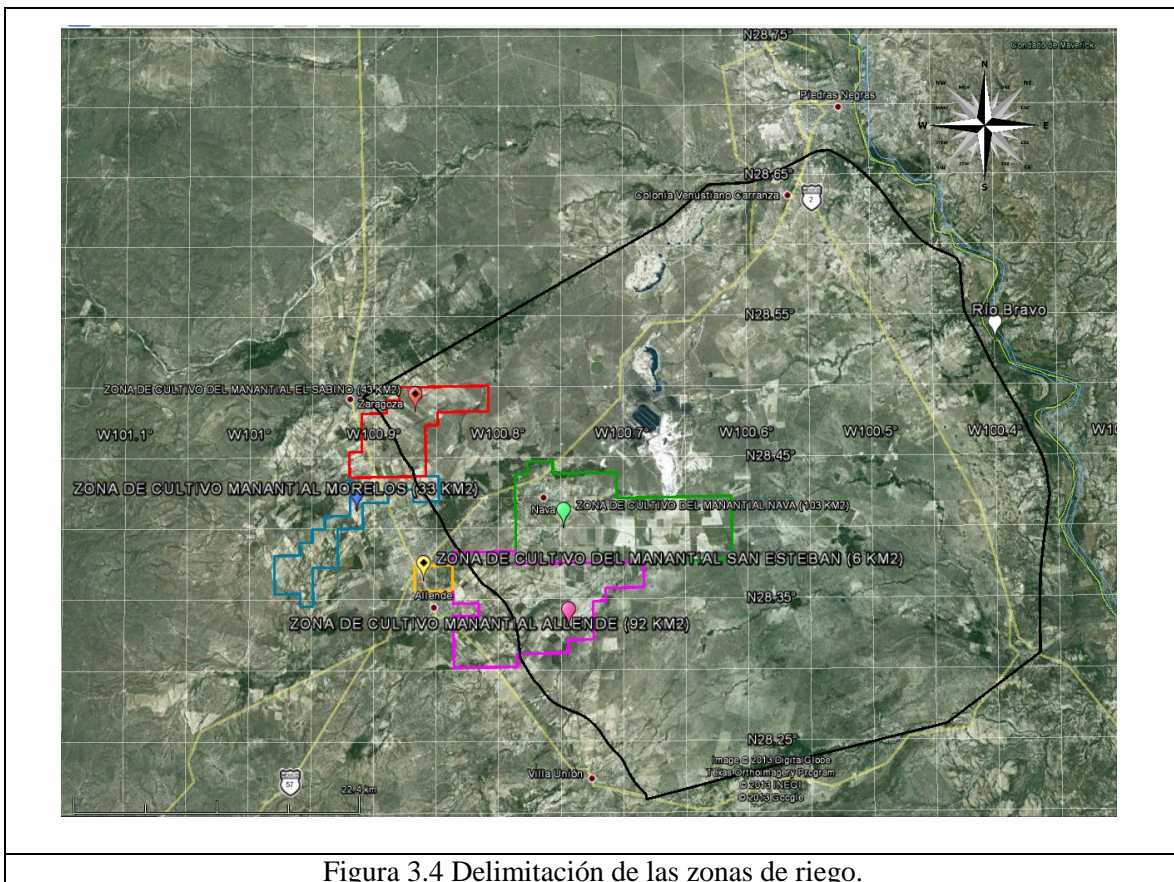 N28.75°
Condado de Maverick
Piedras Negras
N
W
E
S
NW
NE
SW
SE
N28.65°
Colonia Venustiano Carranza
2
N28.55°
Río Bravo
ZONA DE CULTIVO DEL MANANTIAL EL SABINO (43 KM2)
Zaragoza
W101.1°
W101°
W100.9°
W100.8°
W100.7°
W100.6°
W100.5°
W100.4°
N28.45°
ZONA DE CULTIVO MANANTIAL MORELOS (33 KM2)
Nava
ZONA DE CULTIVO DEL MANANTIAL NAVA (103 KM2)
ZONA DE CULTIVO DEL MANANTIAL SAN ESTEBAN (6 KM2)
Allende
N28.35°
ZONA DE CULTIVO MANANTIAL ALLENDE (92 KM2)
N28.25°
Villa Unión
57
22.4 km
Image © 2013 DigitalGlobe
Texas Orthoimagery Program
© 2013 INEGI
© 2013 Google
Figura 3.4 Delimitación de las zonas de riego.